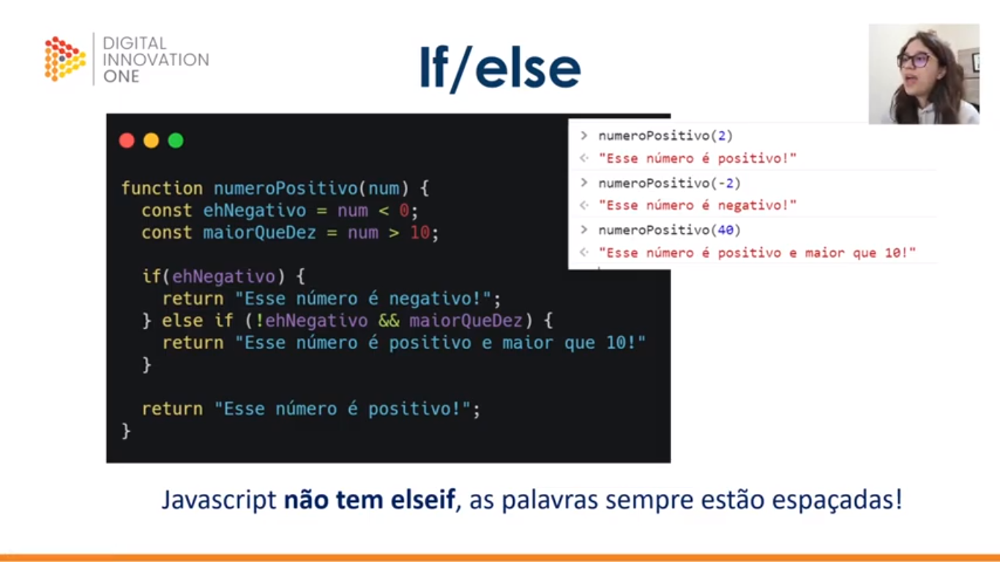 DIGITAL
INNOVATION
ONE
If/else
function numeroPositivo(num) {
const ehNegativo = num < 0;
const maiorQueDez = num > 10;
if(ehNegativo) {
return "Esse número é negativo!";
} else if (!ehNegativo && maiorQueDez) {
return "Esse número é positivo e maior que 10!"
}
return "Esse número é positivo!";
}
> numeroPositivo(2)
"Esse número é positivo!"
> numeroPositivo(-2)
"Esse número é negativo!"
> numeroPositivo(40)
"Esse número é positivo e maior que 10!"
Javascript não tem elseif, as palavras sempre estão espaçadas!